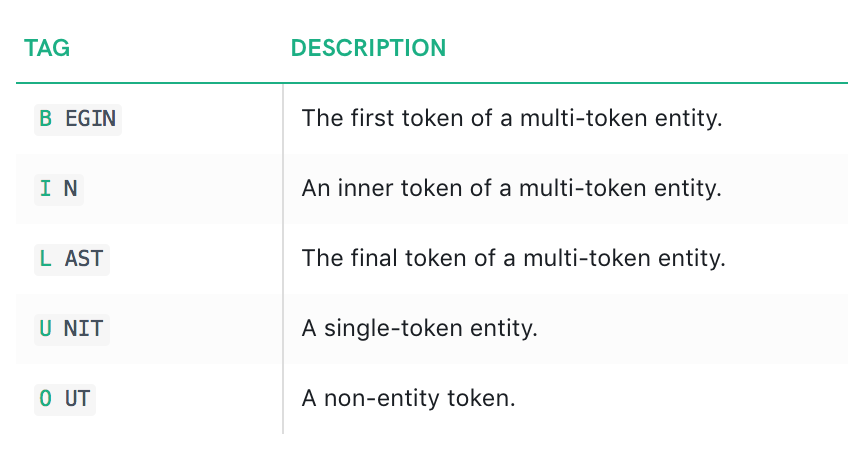 TAG DESCRIPTION
B EGIN The first token of a multi-token entity.
I N An inner token of a multi-token entity.
L AST The final token of a multi-token entity.
U NIT A single-token entity.
O UT A non-entity token.